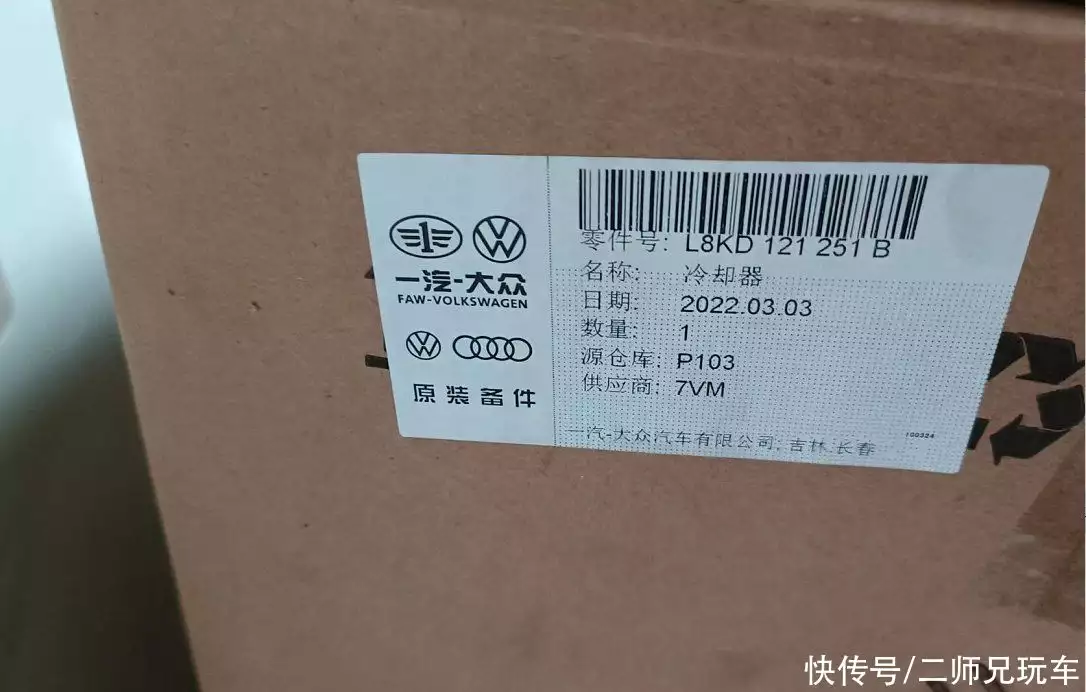 一汽-大众
FAW-VOLKSWAGEN
原装备件
零件号: L8KD 121 251 B
名称: 冷却器
日期: 2022.03.03
数量: 1
源仓库: P103
供应商: 7VM
一汽-大众汽车有限公司, 吉林.长春
100324
快传号/二师兄玩车